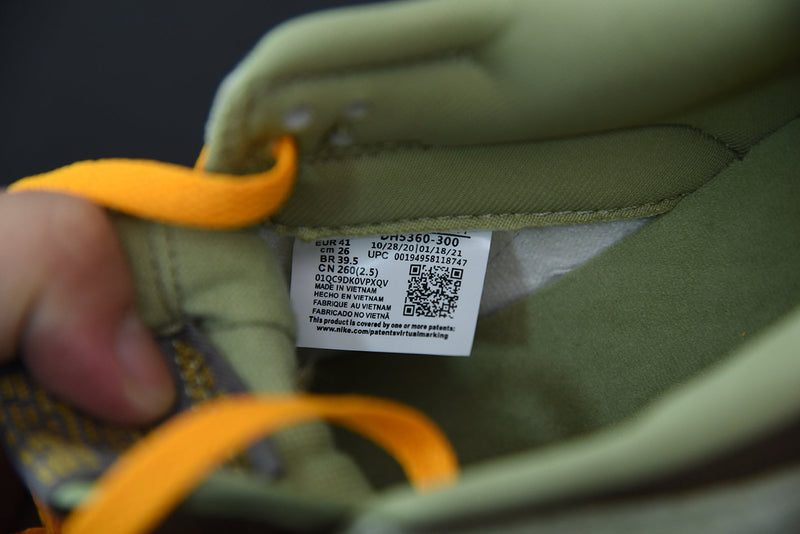 EUR 41 DH5360-300
cm 26 10/28/20|01/18/21
BR 39.5 UPC 00194958118747
CN 260(2.5)
01QC9DK0VPXQV
MADE IN VIETNAM
HECHO EN VIETNAM
FABRIQUE AU VIETNAM
FABRICADO NO VIETNÃ
This product is covered by one or more patents:
www.nike.com/patentsvirtualmarking